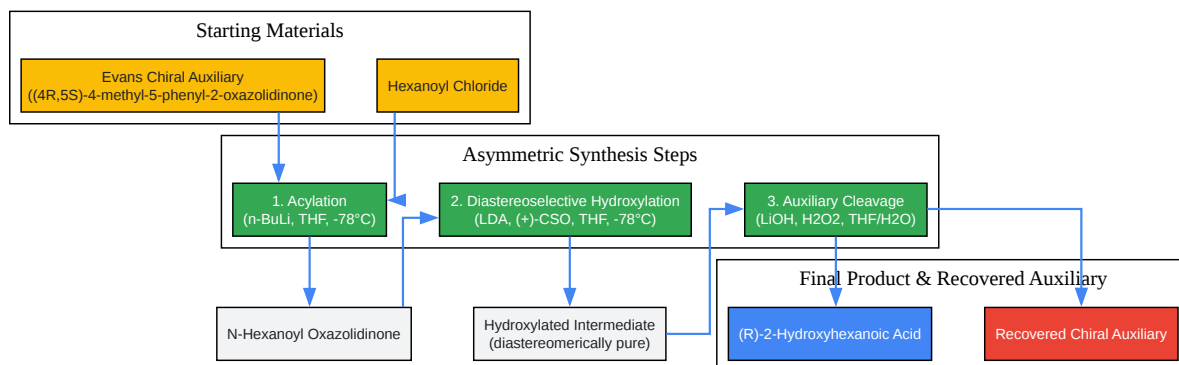 Starting Materials
Evans Chiral Auxiliary
((4R,5S)-4-methyl-5-phenyl-2-oxazolidinone)
Hexanoyl Chloride
Asymmetric Synthesis Steps
1. Acylation
(n-BuLi, THF, -78°C)
2. Diastereoselective Hydroxylation
(LDA, (+)-CSO, THF, -78°C)
3. Auxiliary Cleavage
(LiOH, H2O2, THF/H2O)
Final Product & Recovered Auxiliary
N-Hexanoyl Oxazolidinone
Hydroxylated Intermediate
(diastereomerically pure)
(R)-2-Hydroxyhexanoic Acid
Recovered Chiral Auxiliary